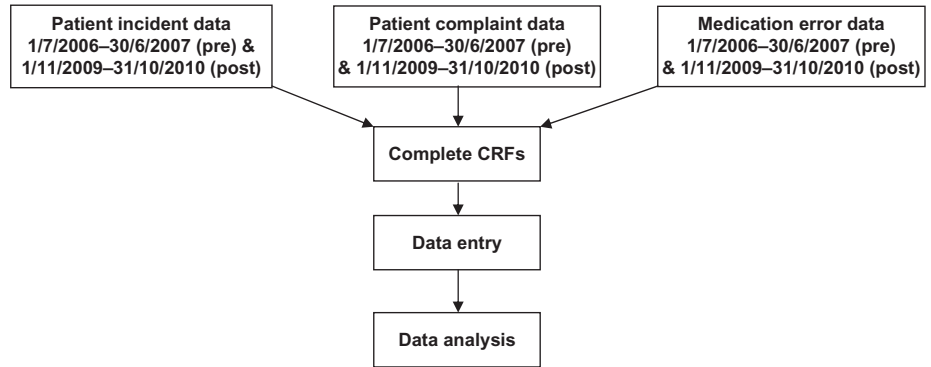 Patient incident data
1/7/2006–30/6/2007 (pre) &
1/11/2009–31/10/2010 (post)
Patient complaint data
1/7/2006–30/6/2007 (pre)
& 1/11/2009–31/10/2010 (post)
Medication error data
1/7/2006–30/6/2007 (pre)
& 1/11/2009–31/10/2010 (post)
Complete CRFs
Data entry
Data analysis